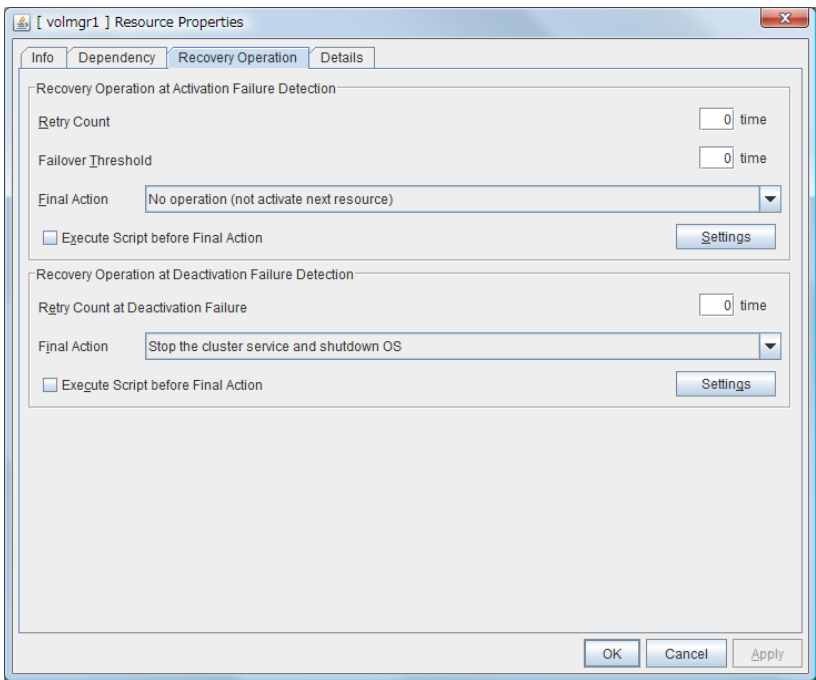 [ volmgr1 ] Resource Properties
Info Dependency Recovery Operation Details
Recovery Operation at Activation Failure Detection
Retry Count 0 time
Failover Threshold 0 time
Final Action No operation (not activate next resource)
Execute Script before Final Action Settings
Recovery Operation at Deactivation Failure Detection
Retry Count at Deactivation Failure 0 time
Final Action Stop the cluster service and shutdown OS
Execute Script before Final Action Settings
OK Cancel Apply